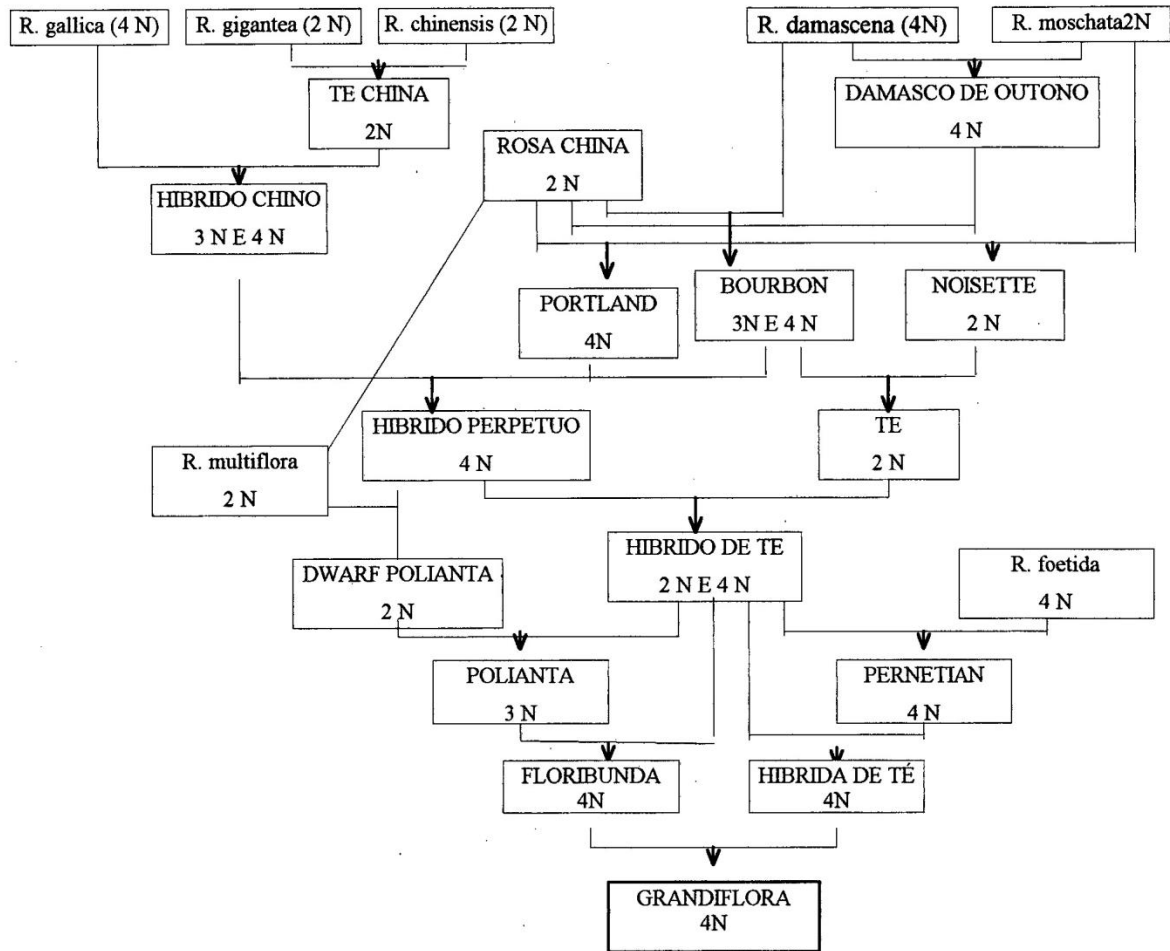 R. gallica (4 N)
R. gigantea (2 N)
R. chinensis (2 N)
R. damascena (4N)
R. moschata2N
TE CHINA
2N
DAMASCO DE OUTONO
4 N
ROSA CHINA
2 N
HIBRIDO CHINO
3 N E 4 N
PORTLAND
4N
BOURBON
3N E 4 N
NOISETTE
2 N
HIBRIDO PERPETUO
4 N
TE
2 N
R. multiflora
2 N
HIBRIDO DE TE
2 N E 4 N
DWARF POLIANTA
2 N
R. foetida
4 N
POLIANTA
3 N
PERNETIAN
4 N
FLORIBUNDA
4N
HIBRIDA DE TÉ
4N
GRANDIFLORA
4N